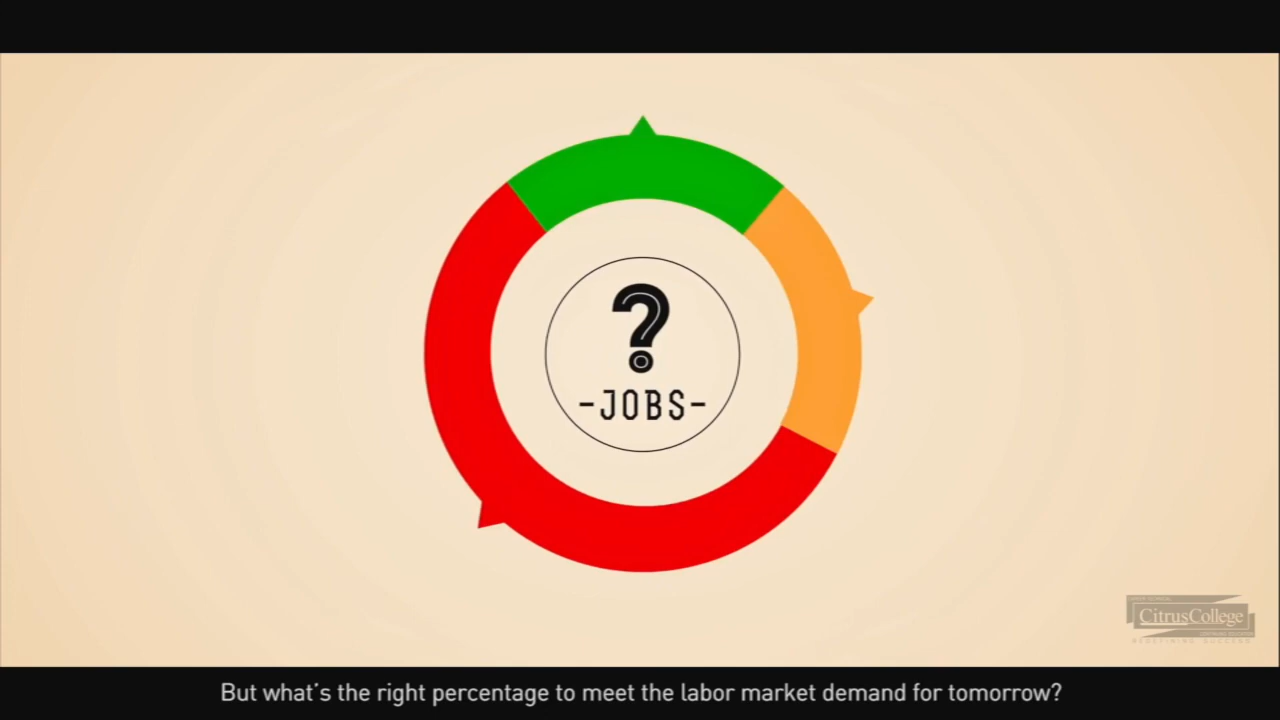 ?
-JOBS-
CitrusCollege
But what's the right percentage to meet the labor market demand for tomorrow?